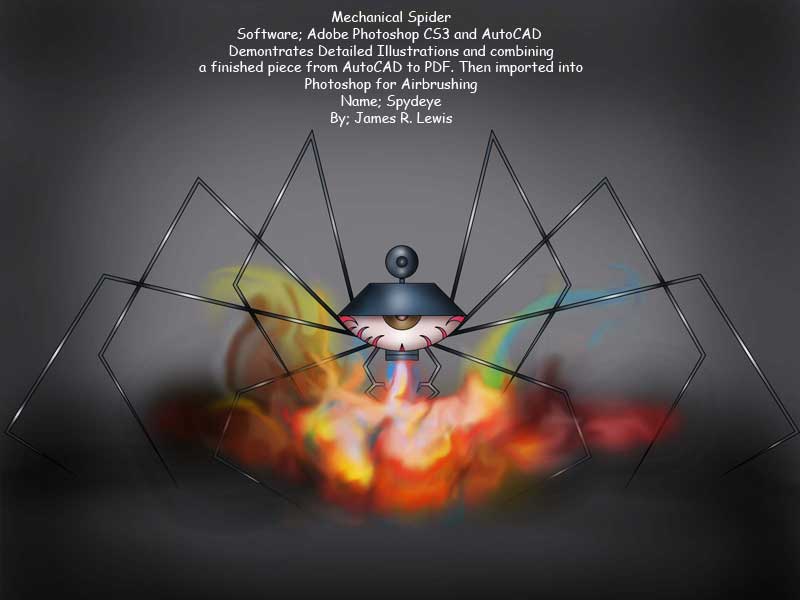 Mechanical Spider
Software; Adobe Photoshop CS3 and AutoCAD
Demontrates Detailed Illustrations and combining
a finished piece from AutoCAD to PDF. Then imported into
Photoshop for Airbrushing
Name; Spydeye
By; James R. Lewis